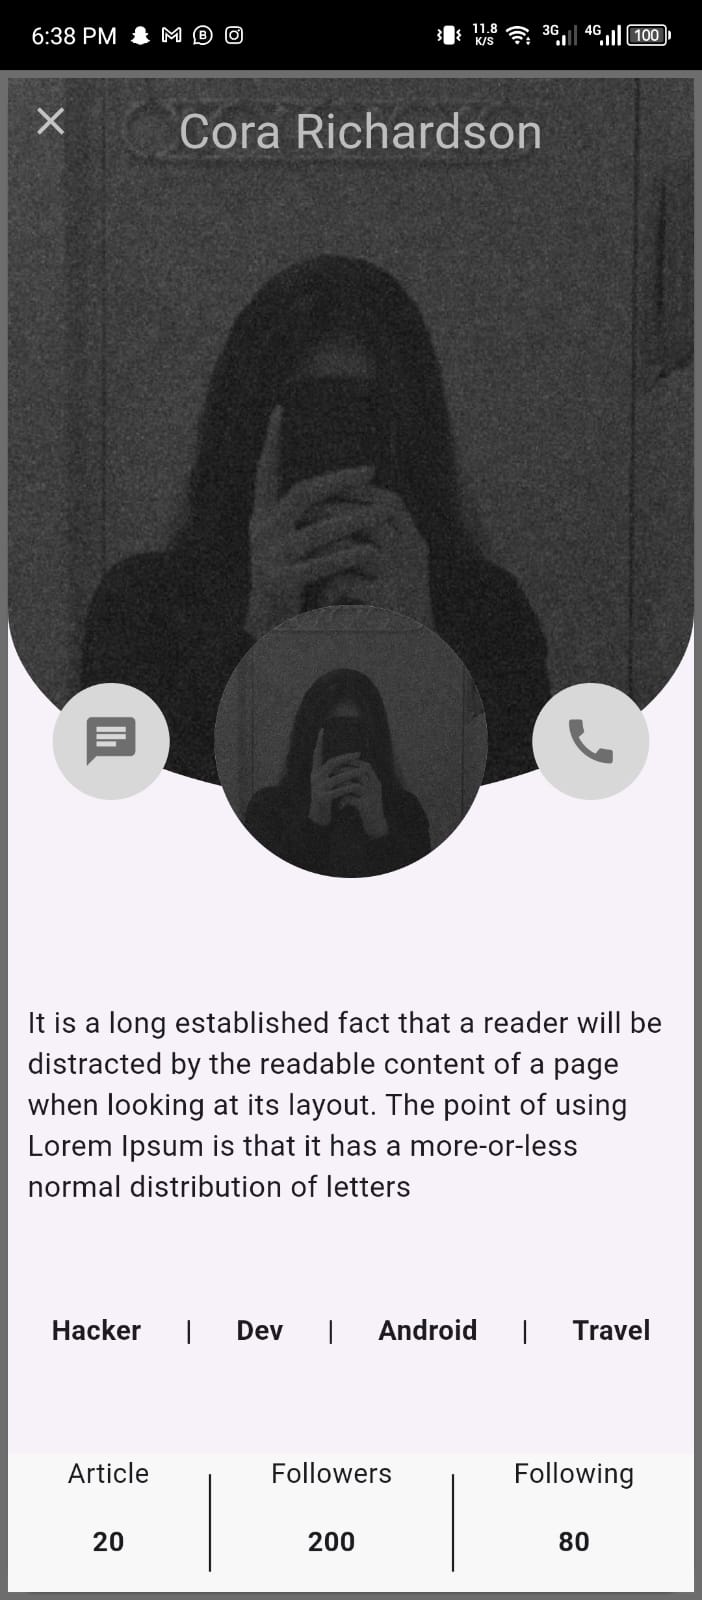 6:38 PM 11.8 K/S 3G 4G 100
Cora Richardson
It is a long established fact that a reader will be
distracted by the readable content of a page
when looking at its layout. The point of using
Lorem Ipsum is that it has a more-or-less
normal distribution of letters
Hacker | Dev | Android | Travel
Article Followers Following
20 200 80